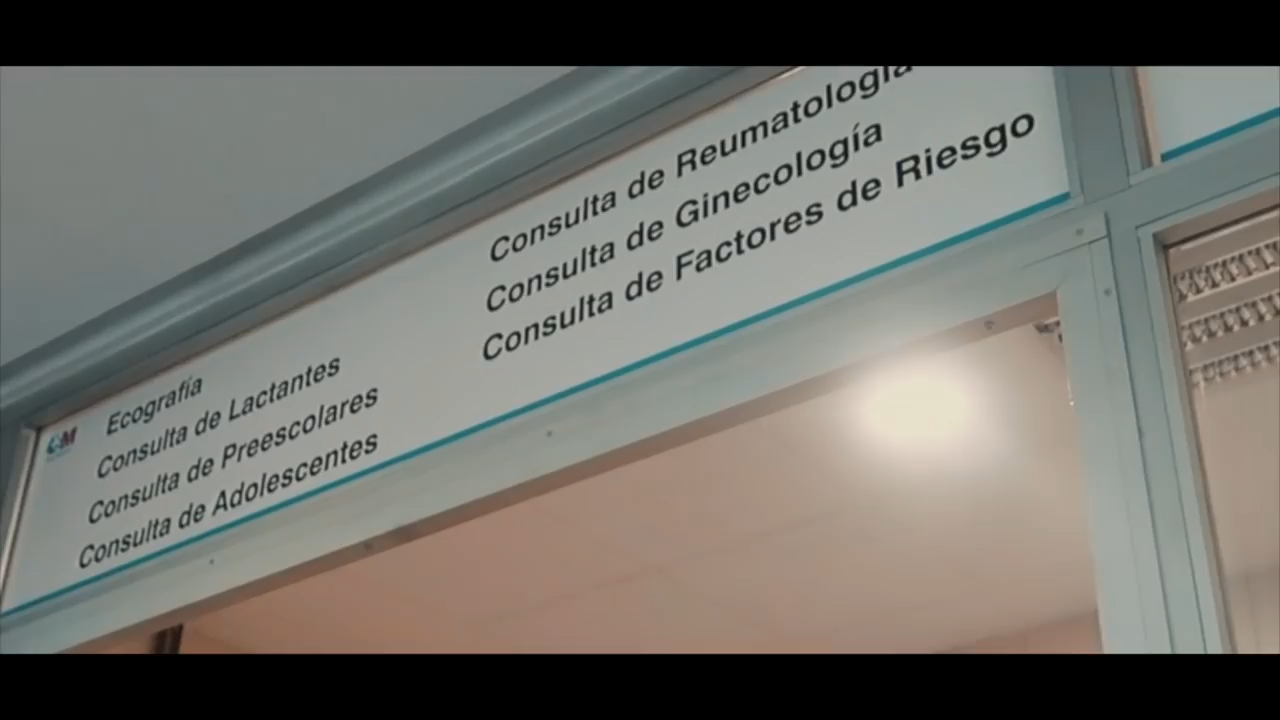 Ecografía
Consulta de Lactantes
Consulta de Preescolares
Consulta de Adolescentes
Consulta de Reumatología
Consulta de Ginecología
Consulta de Factores de Riesgo